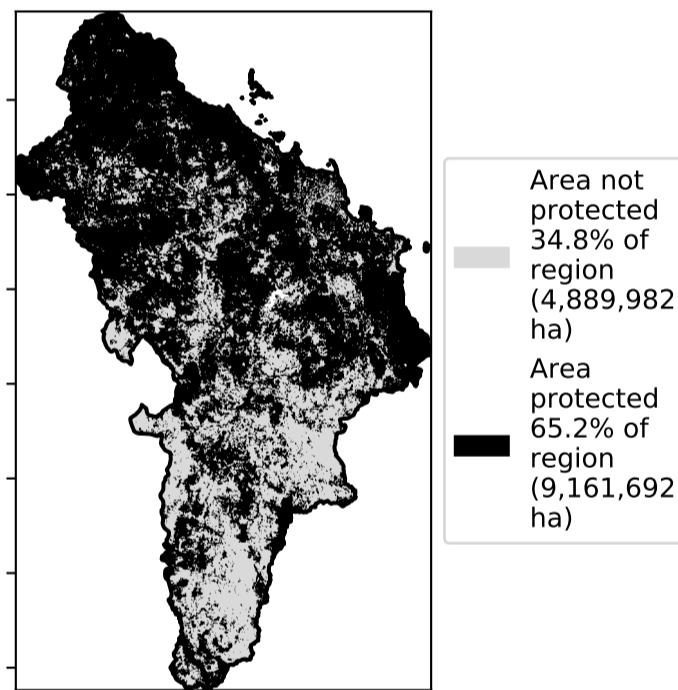 Area not
protected
34.8% of
region
(4,889,982
ha)
Area
protected
65.2% of
region
(9,161,692
ha)